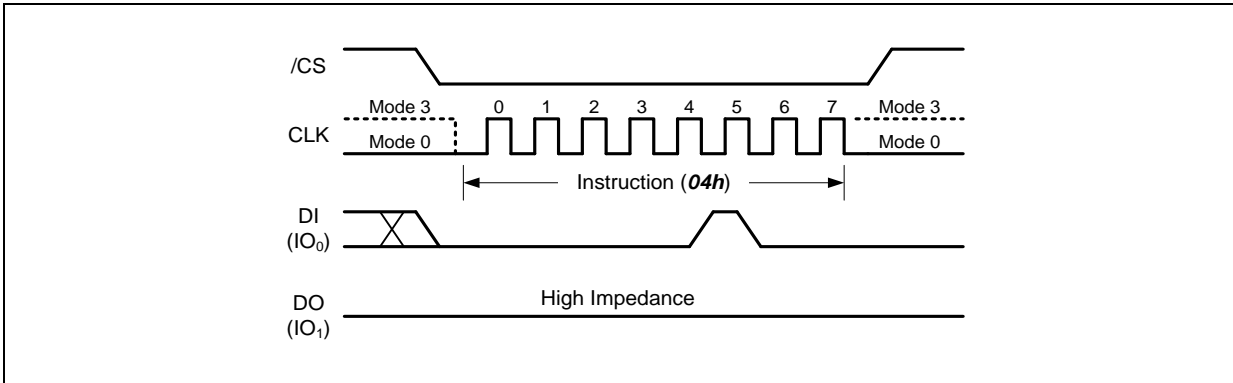 /CS
Mode 3 0 1 2 3 4 5 6 7 Mode 3
CLK
Mode 0 Mode 0
Instruction (04h)
DI
(IO₀)
High Impedance
DO
(IO₁)